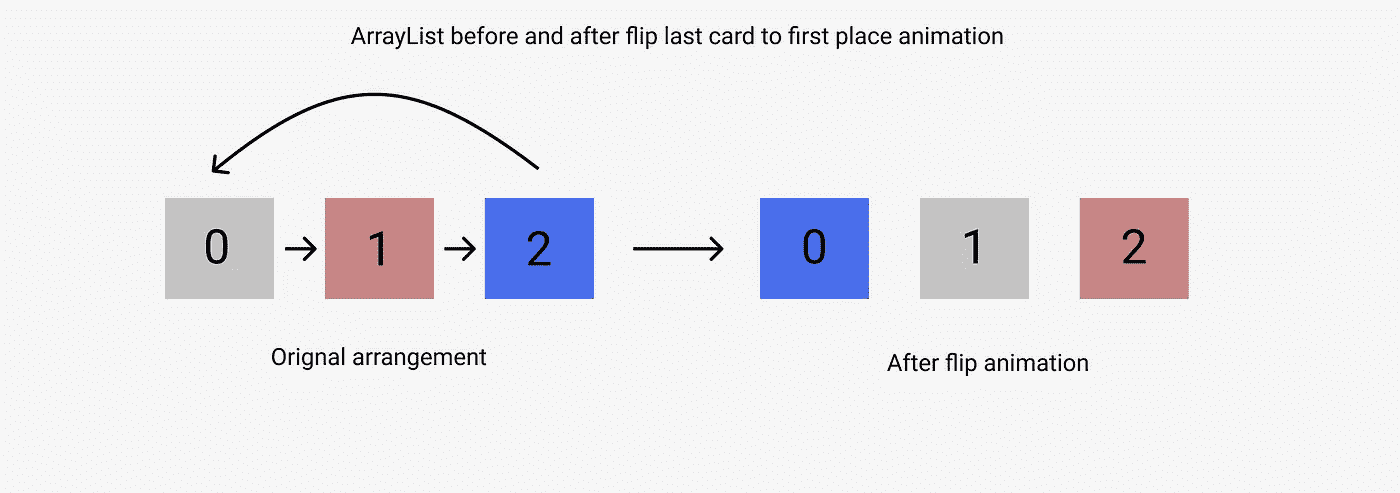 ArrayList before and after flip last card to first place animation
0 1 2 0 1 2
Orignal arrangement
After flip animation